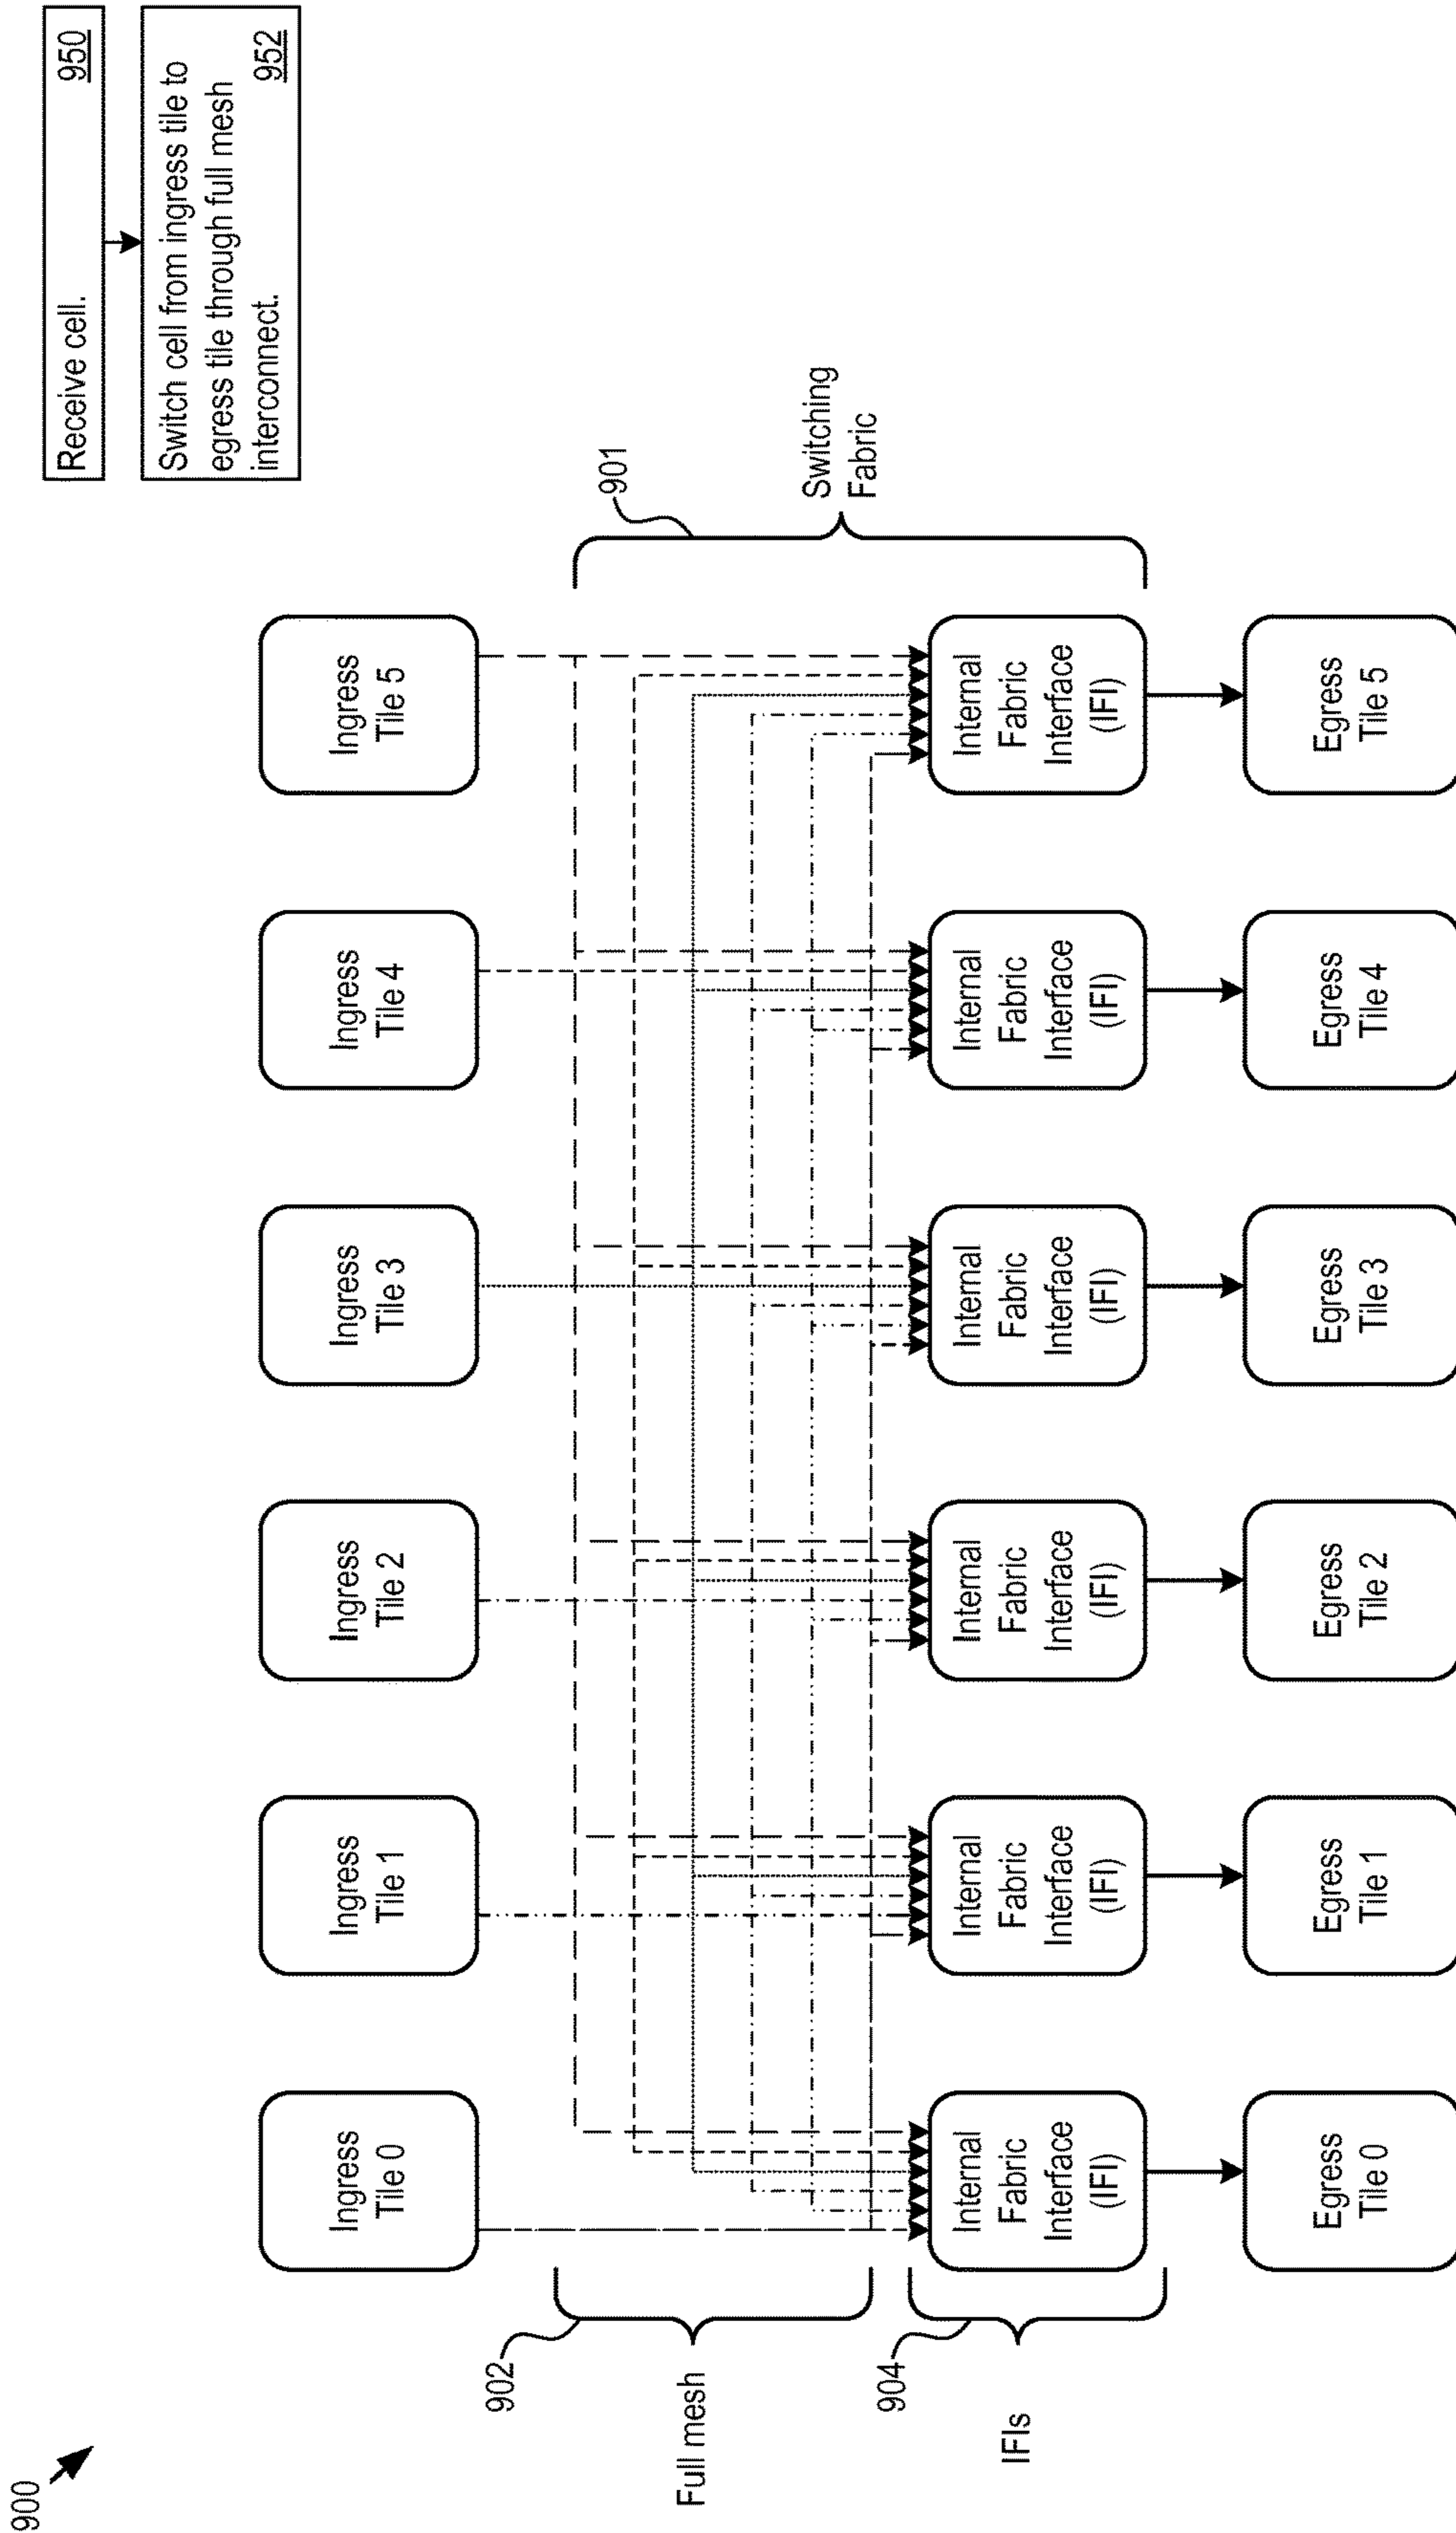 900
Receive cell. 950
Switch cell from ingress tile to
egress tile through full mesh
interconnect. 952
Ingress
Tile 0
Ingress
Tile 1
Ingress
Tile 2
Ingress
Tile 3
Ingress
Tile 4
Ingress
Tile 5
902
Full mesh
901
Switching
Fabric
904
IFIs
Internal
Fabric
Interface
(IFI)
Internal
Fabric
Interface
(IFI)
Internal
Fabric
Interface
(IFI)
Internal
Fabric
Interface
(IFI)
Internal
Fabric
Interface
(IFI)
Internal
Fabric
Interface
(IFI)
Egress
Tile 0
Egress
Tile 1
Egress
Tile 2
Egress
Tile 3
Egress
Tile 4
Egress
Tile 5